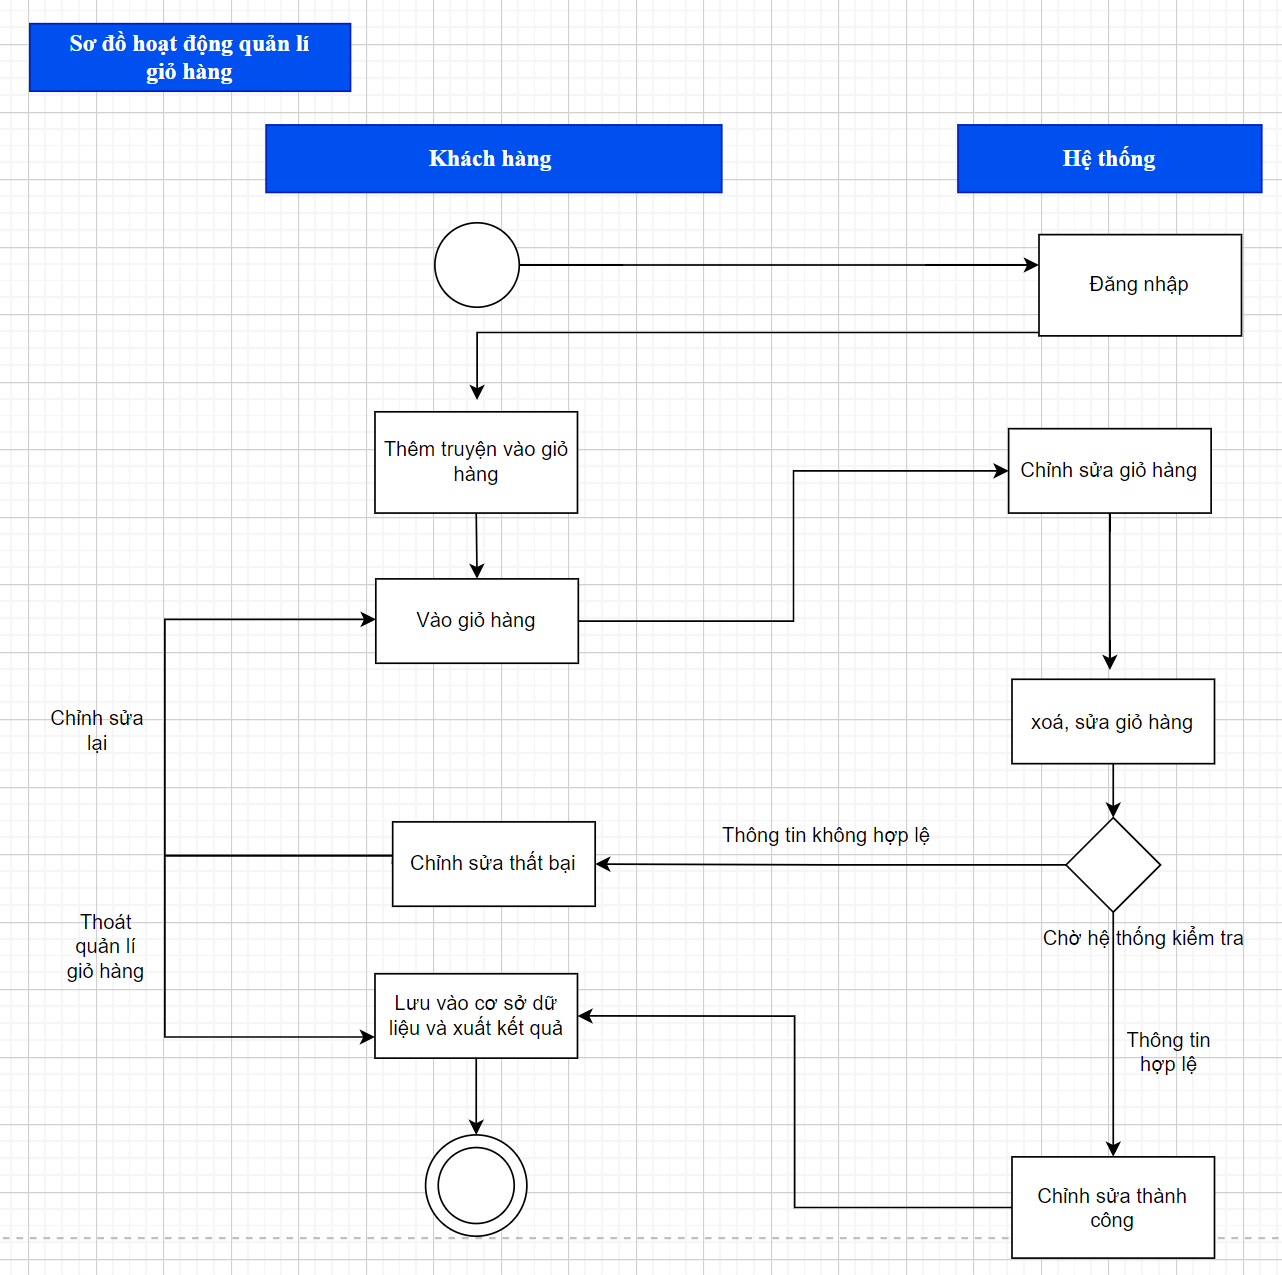 Sơ đồ hoạt động quản lí
giỏ hàng
Khách hàng
Hệ thống
Đăng nhập
Thêm truyện vào giỏ
hàng
Chỉnh sửa giỏ hàng
Vào giỏ hàng
Chỉnh sửa
lại
xoá, sửa giỏ hàng
Thông tin không hợp lệ
Chỉnh sửa thất bại
Thoát
quản lí
giỏ hàng
Chờ hệ thống kiểm tra
Lưu vào cơ sở dữ
liệu và xuất kết quả
Thông tin
hợp lệ
Chỉnh sửa thành
công